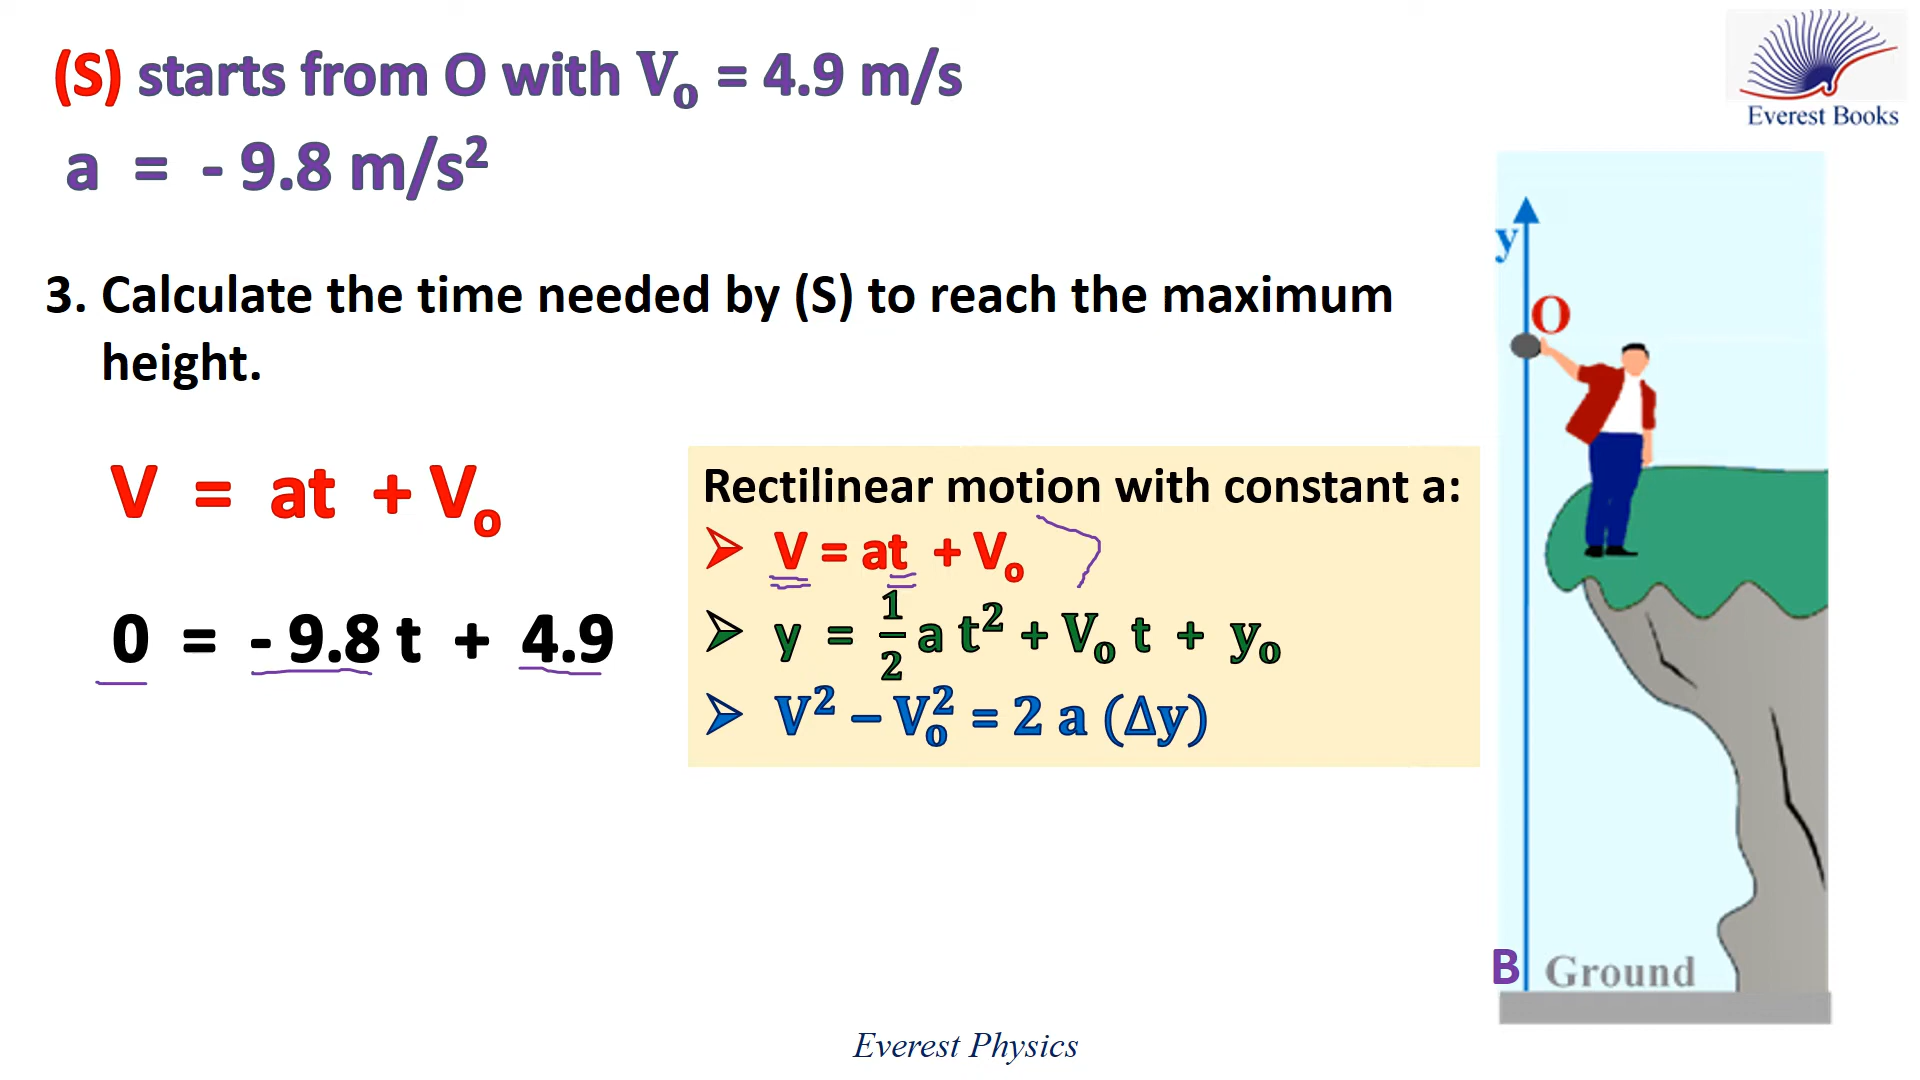 (S) starts from O with V₀ = 4.9 m/s
a = - 9.8 m/s²
Everest Books
3. Calculate the time needed by (S) to reach the maximum
height.
V = at + Vₒ
0 = - 9.8 t + 4.9
Rectilinear motion with constant a:
➢ V = at + Vₒ
➢ y = 1/2 a t² + V₀ t + y₀
➢ V² − V₀² = 2 a (Δy)
y
O
B Ground
Everest Physics